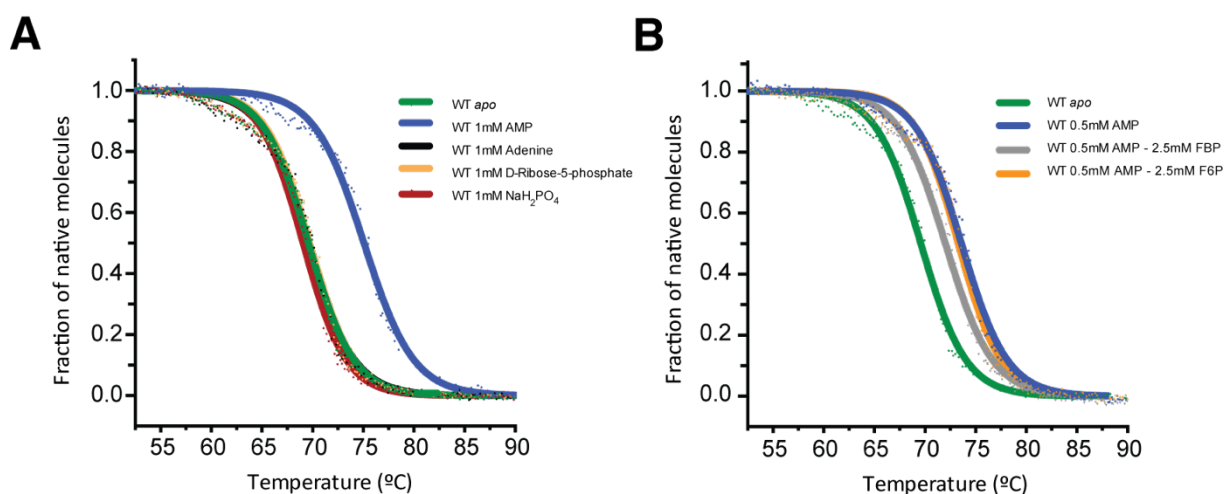 A
Fraction of native molecules
1.0
0.8
0.6
0.4
0.2
0.0
55 60 65 70 75 80 85 90
Temperature (ºC)
WT apo
WT 1mM AMP
WT 1mM Adenine
WT 1mM D-Ribose-5-phosphate
WT 1mM NaH2PO4
B
Fraction of native molecules
1.0
0.8
0.6
0.4
0.2
0.0
55 60 65 70 75 80 85 90
Temperature (ºC)
WT apo
WT 0.5mM AMP
WT 0.5mM AMP - 2.5mM FBP
WT 0.5mM AMP - 2.5mM F6P